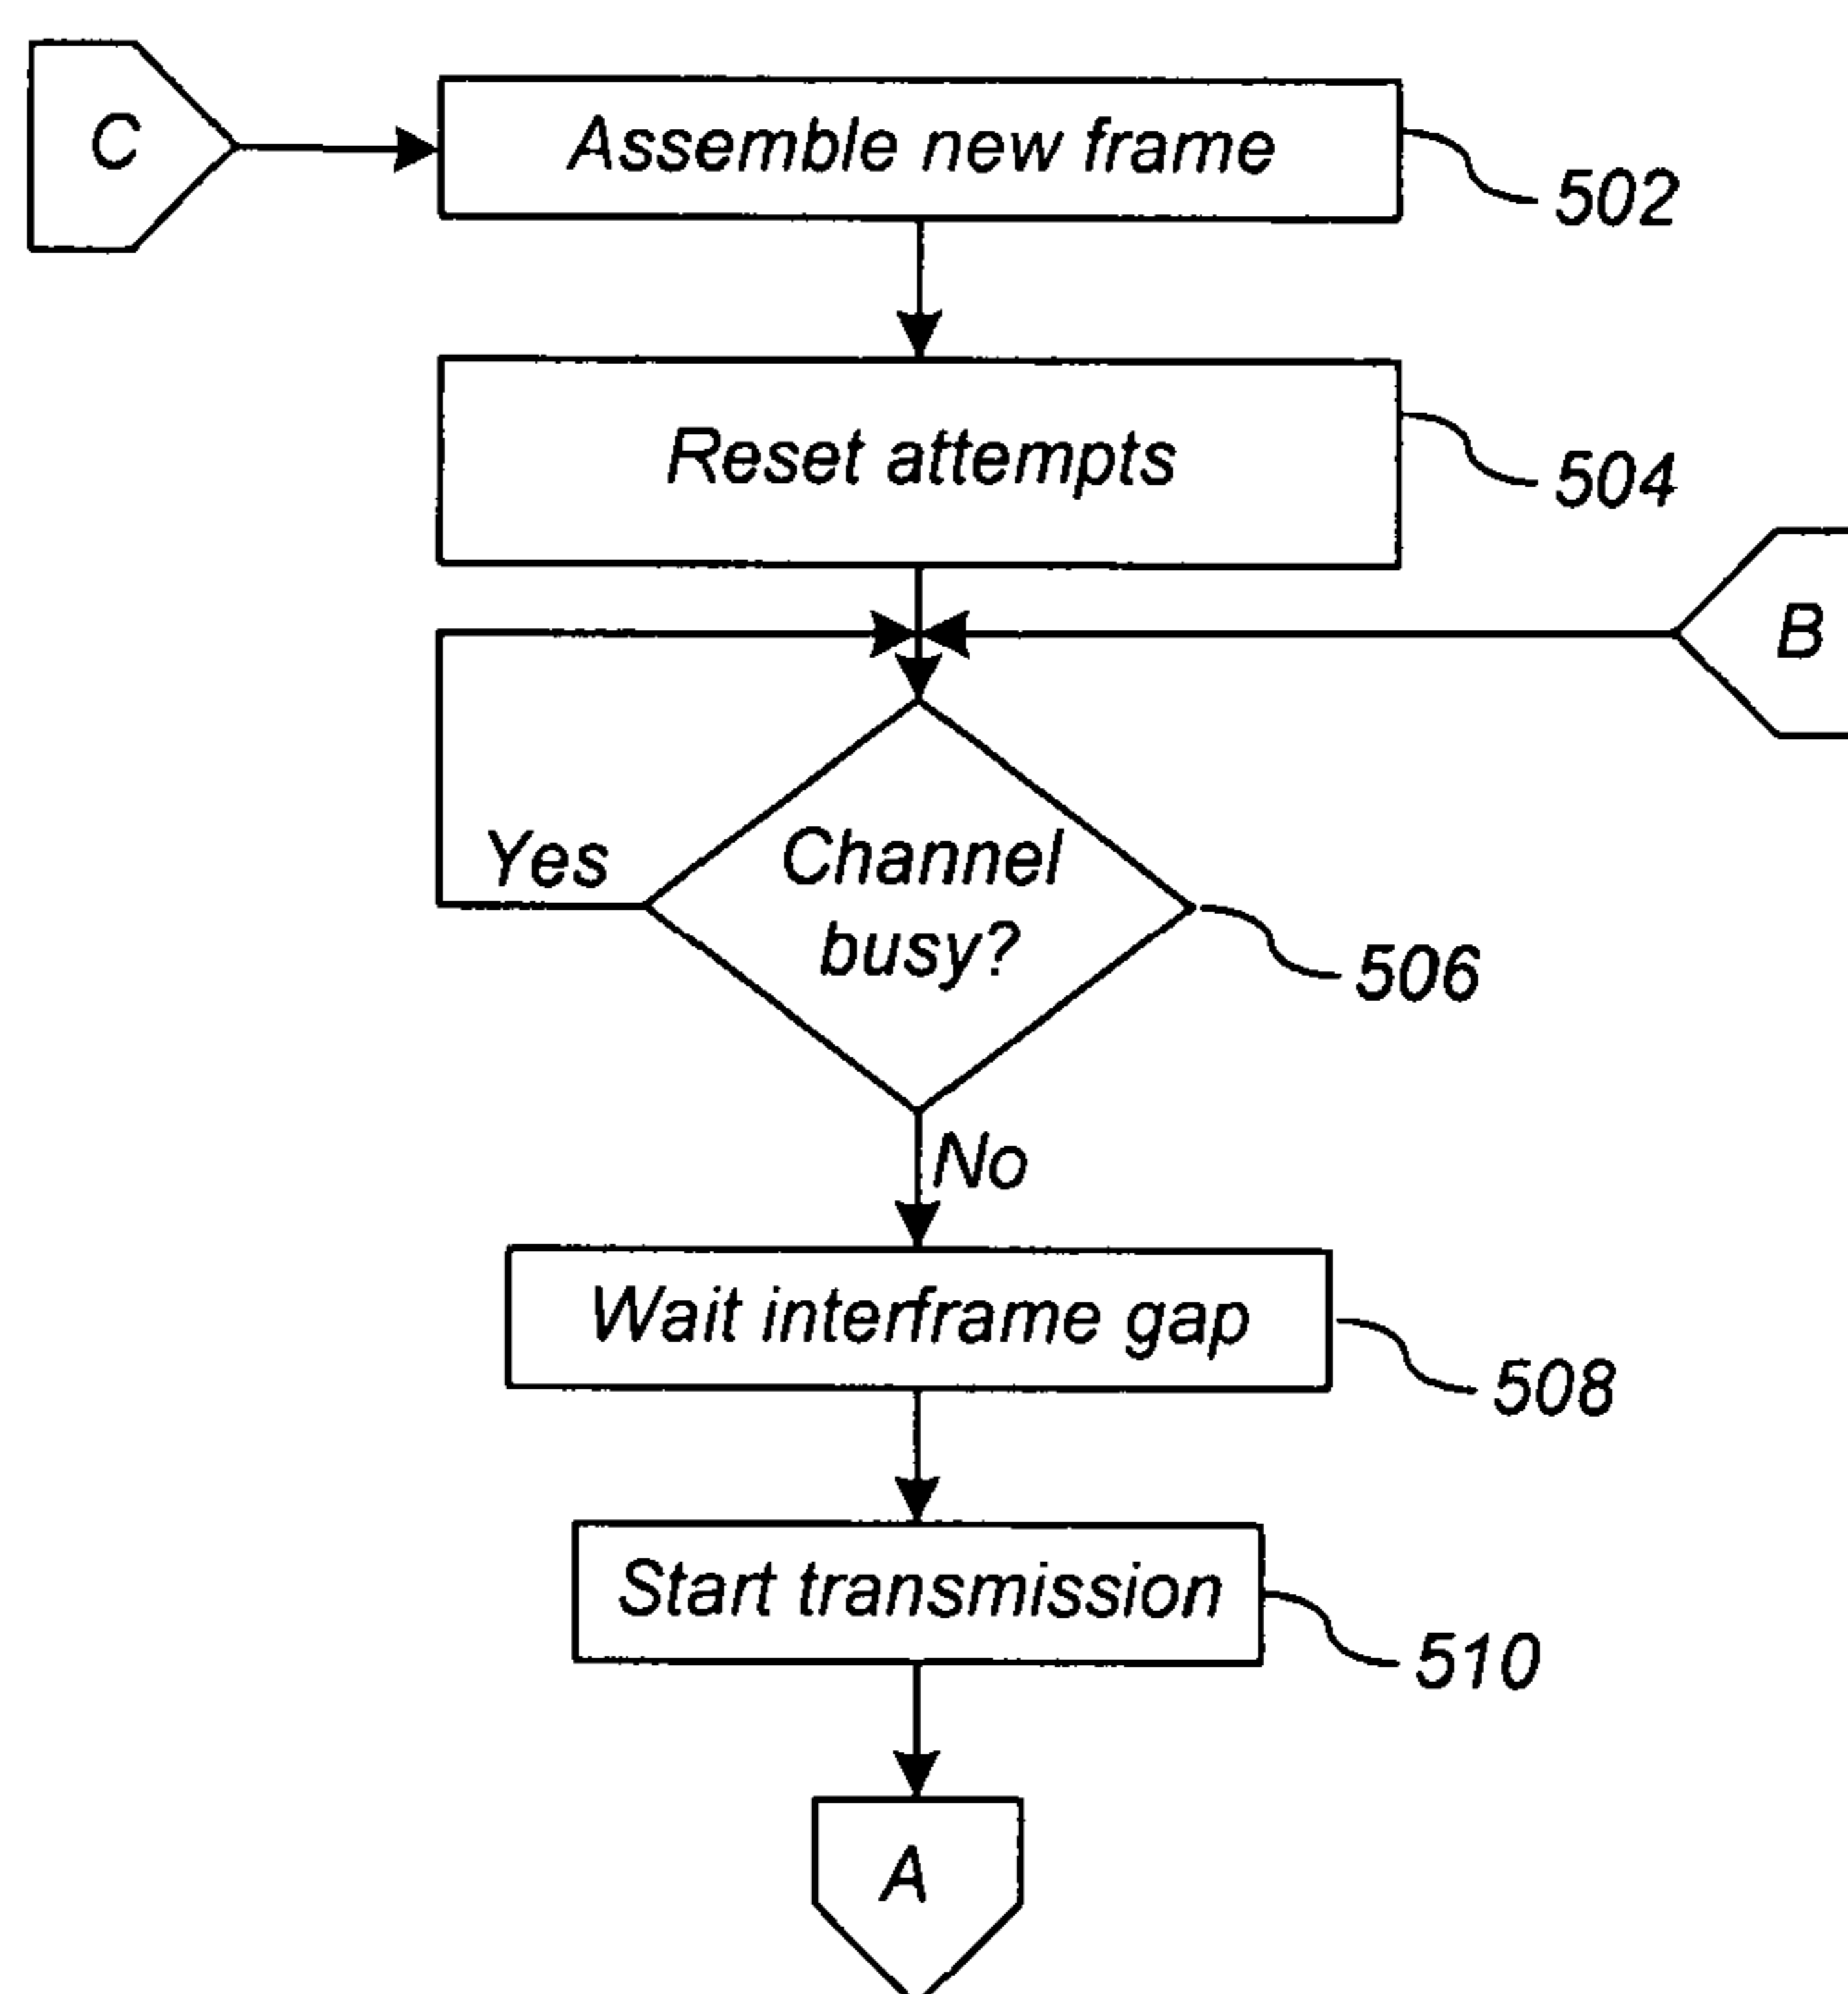 C
Assemble new frame
502
Reset attempts
504
B
Yes
Channel
busy?
506
No
Wait interframe gap
508
Start transmission
510
A